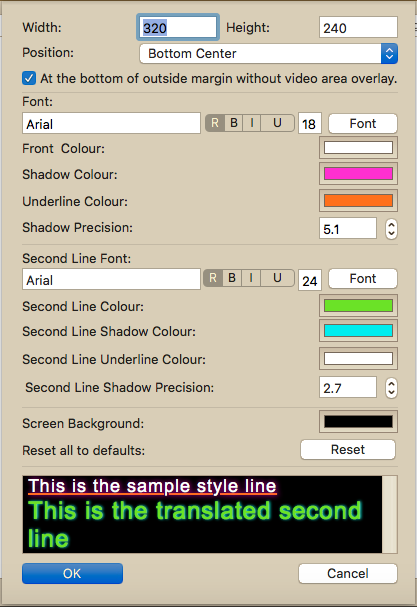 Width: 320 Height: 240
Position: Bottom Center
At the bottom of outside margin without video area overlay.
Font:
Arial R B I U 18 Font
Front Colour:
Shadow Colour:
Underline Colour:
Shadow Precision: 5.1
Second Line Font:
Arial R B I U 24 Font
Second Line Colour:
Second Line Shadow Colour:
Second Line Underline Colour:
Second Line Shadow Precision: 2.7
Screen Background:
Reset all to defaults: Reset
This is the sample style line
This is the translated second
line
OK Cancel